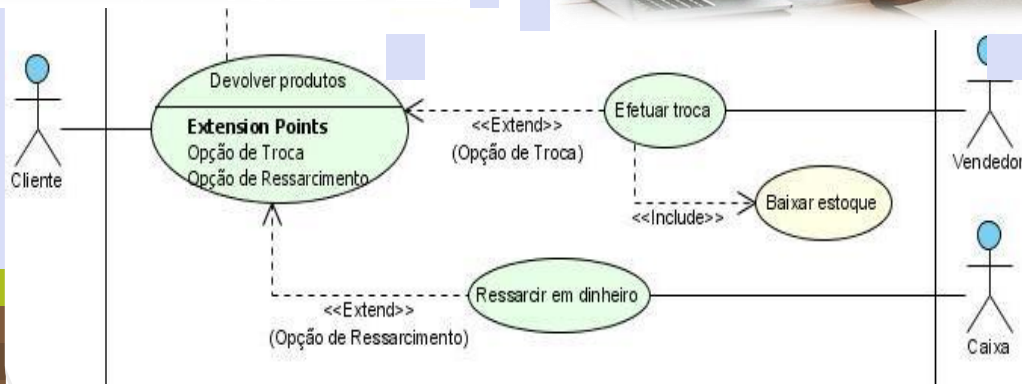 Devolver produtos
Extension Points
Opção de Troca
Opção de Ressarcimento
Cliente
<<Extend>>
(Opção de Troca)
Efetuar troca
Vendedor
<<Include>>
Baixar estoque
<<Extend>>
(Opção de Ressarcimento)
Ressarcir em dinheiro
Caixa